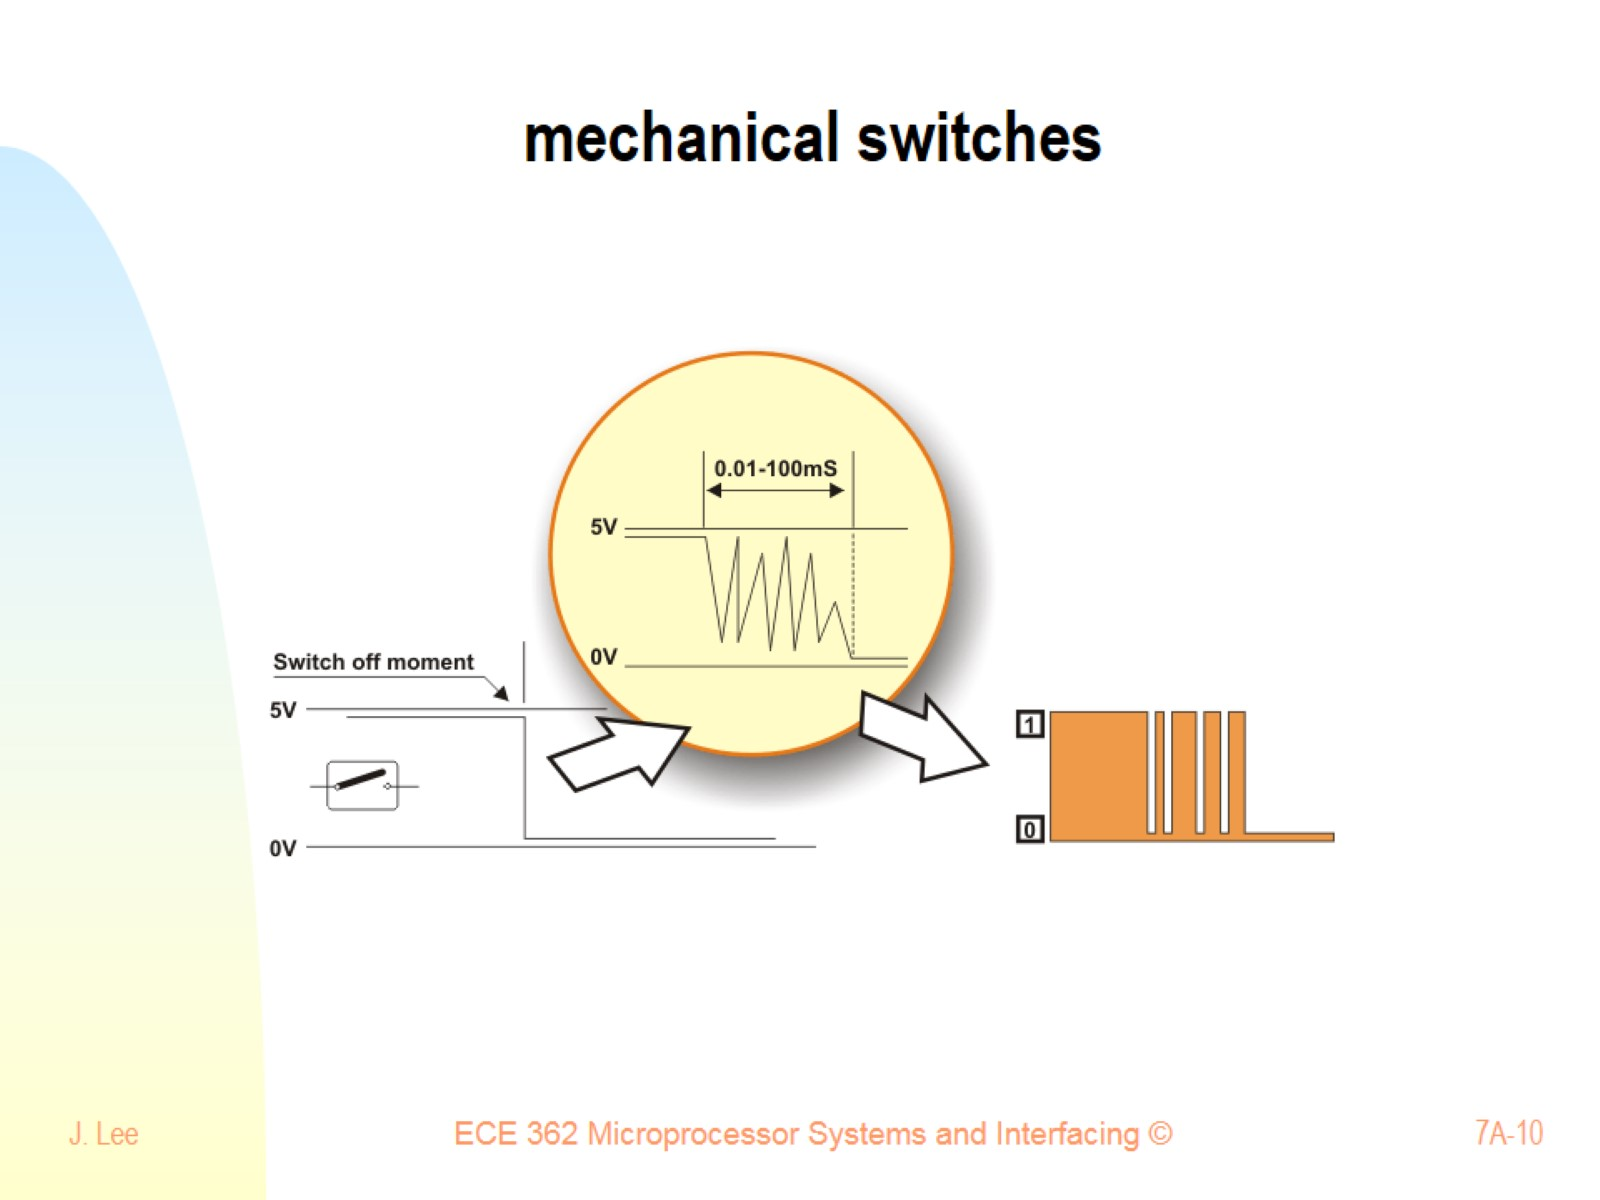 mechanical switches
0.01-100mS
5V
0V
Switch off moment
5V
0V
1
0
J. Lee
ECE 362 Microprocessor Systems and Interfacing ©
7A-10